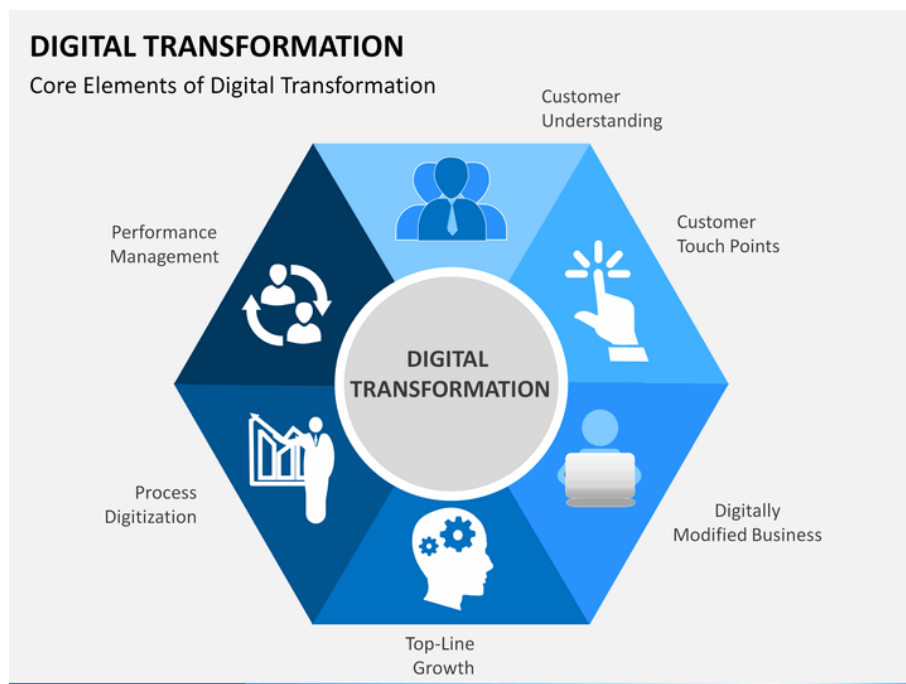 DIGITAL TRANSFORMATION
Core Elements of Digital Transformation
Customer
Understanding
Customer
Touch Points
Digitally
Modified Business
Top-Line
Growth
Process
Digitization
Performance
Management
DIGITAL
TRANSFORMATION